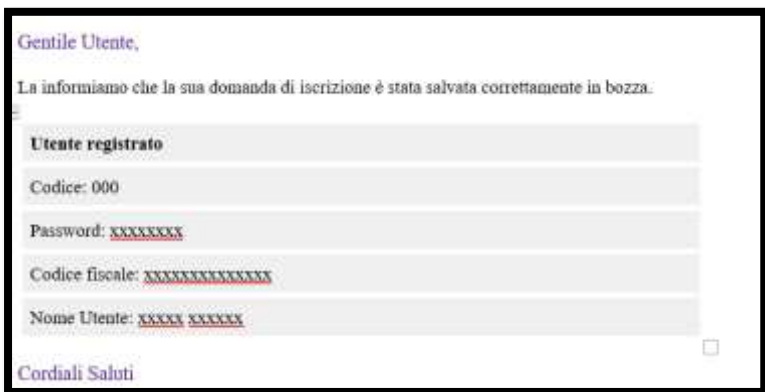 Gentile Utente,
La informiamo che la sua domanda di iscrizione è stata salvata correttamente in bozza.
Utente registrato
Codice: 000
Password: xxxxxxxx
Codice fiscale: xxxxxxxxxxxxxx
Nome Utente: xxxxx xxxxxx
Cordiali Saluti